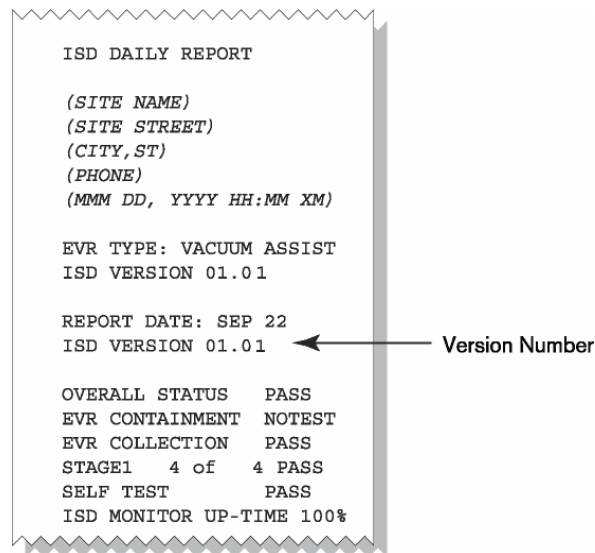 ISD DAILY REPORT
(SITE NAME)
(SITE STREET)
(CITY,ST)
(PHONE)
(MMM DD, YYYY HH:MM XM)
EVR TYPE: VACUUM ASSIST
ISD VERSION 01.01
REPORT DATE: SEP 22
ISD VERSION 01.01
Version Number
OVERALL STATUS PASS
EVR CONTAINMENT NOTEST
EVR COLLECTION PASS
STAGE1 4 of 4 PASS
SELF TEST PASS
ISD MONITOR UP-TIME 100%